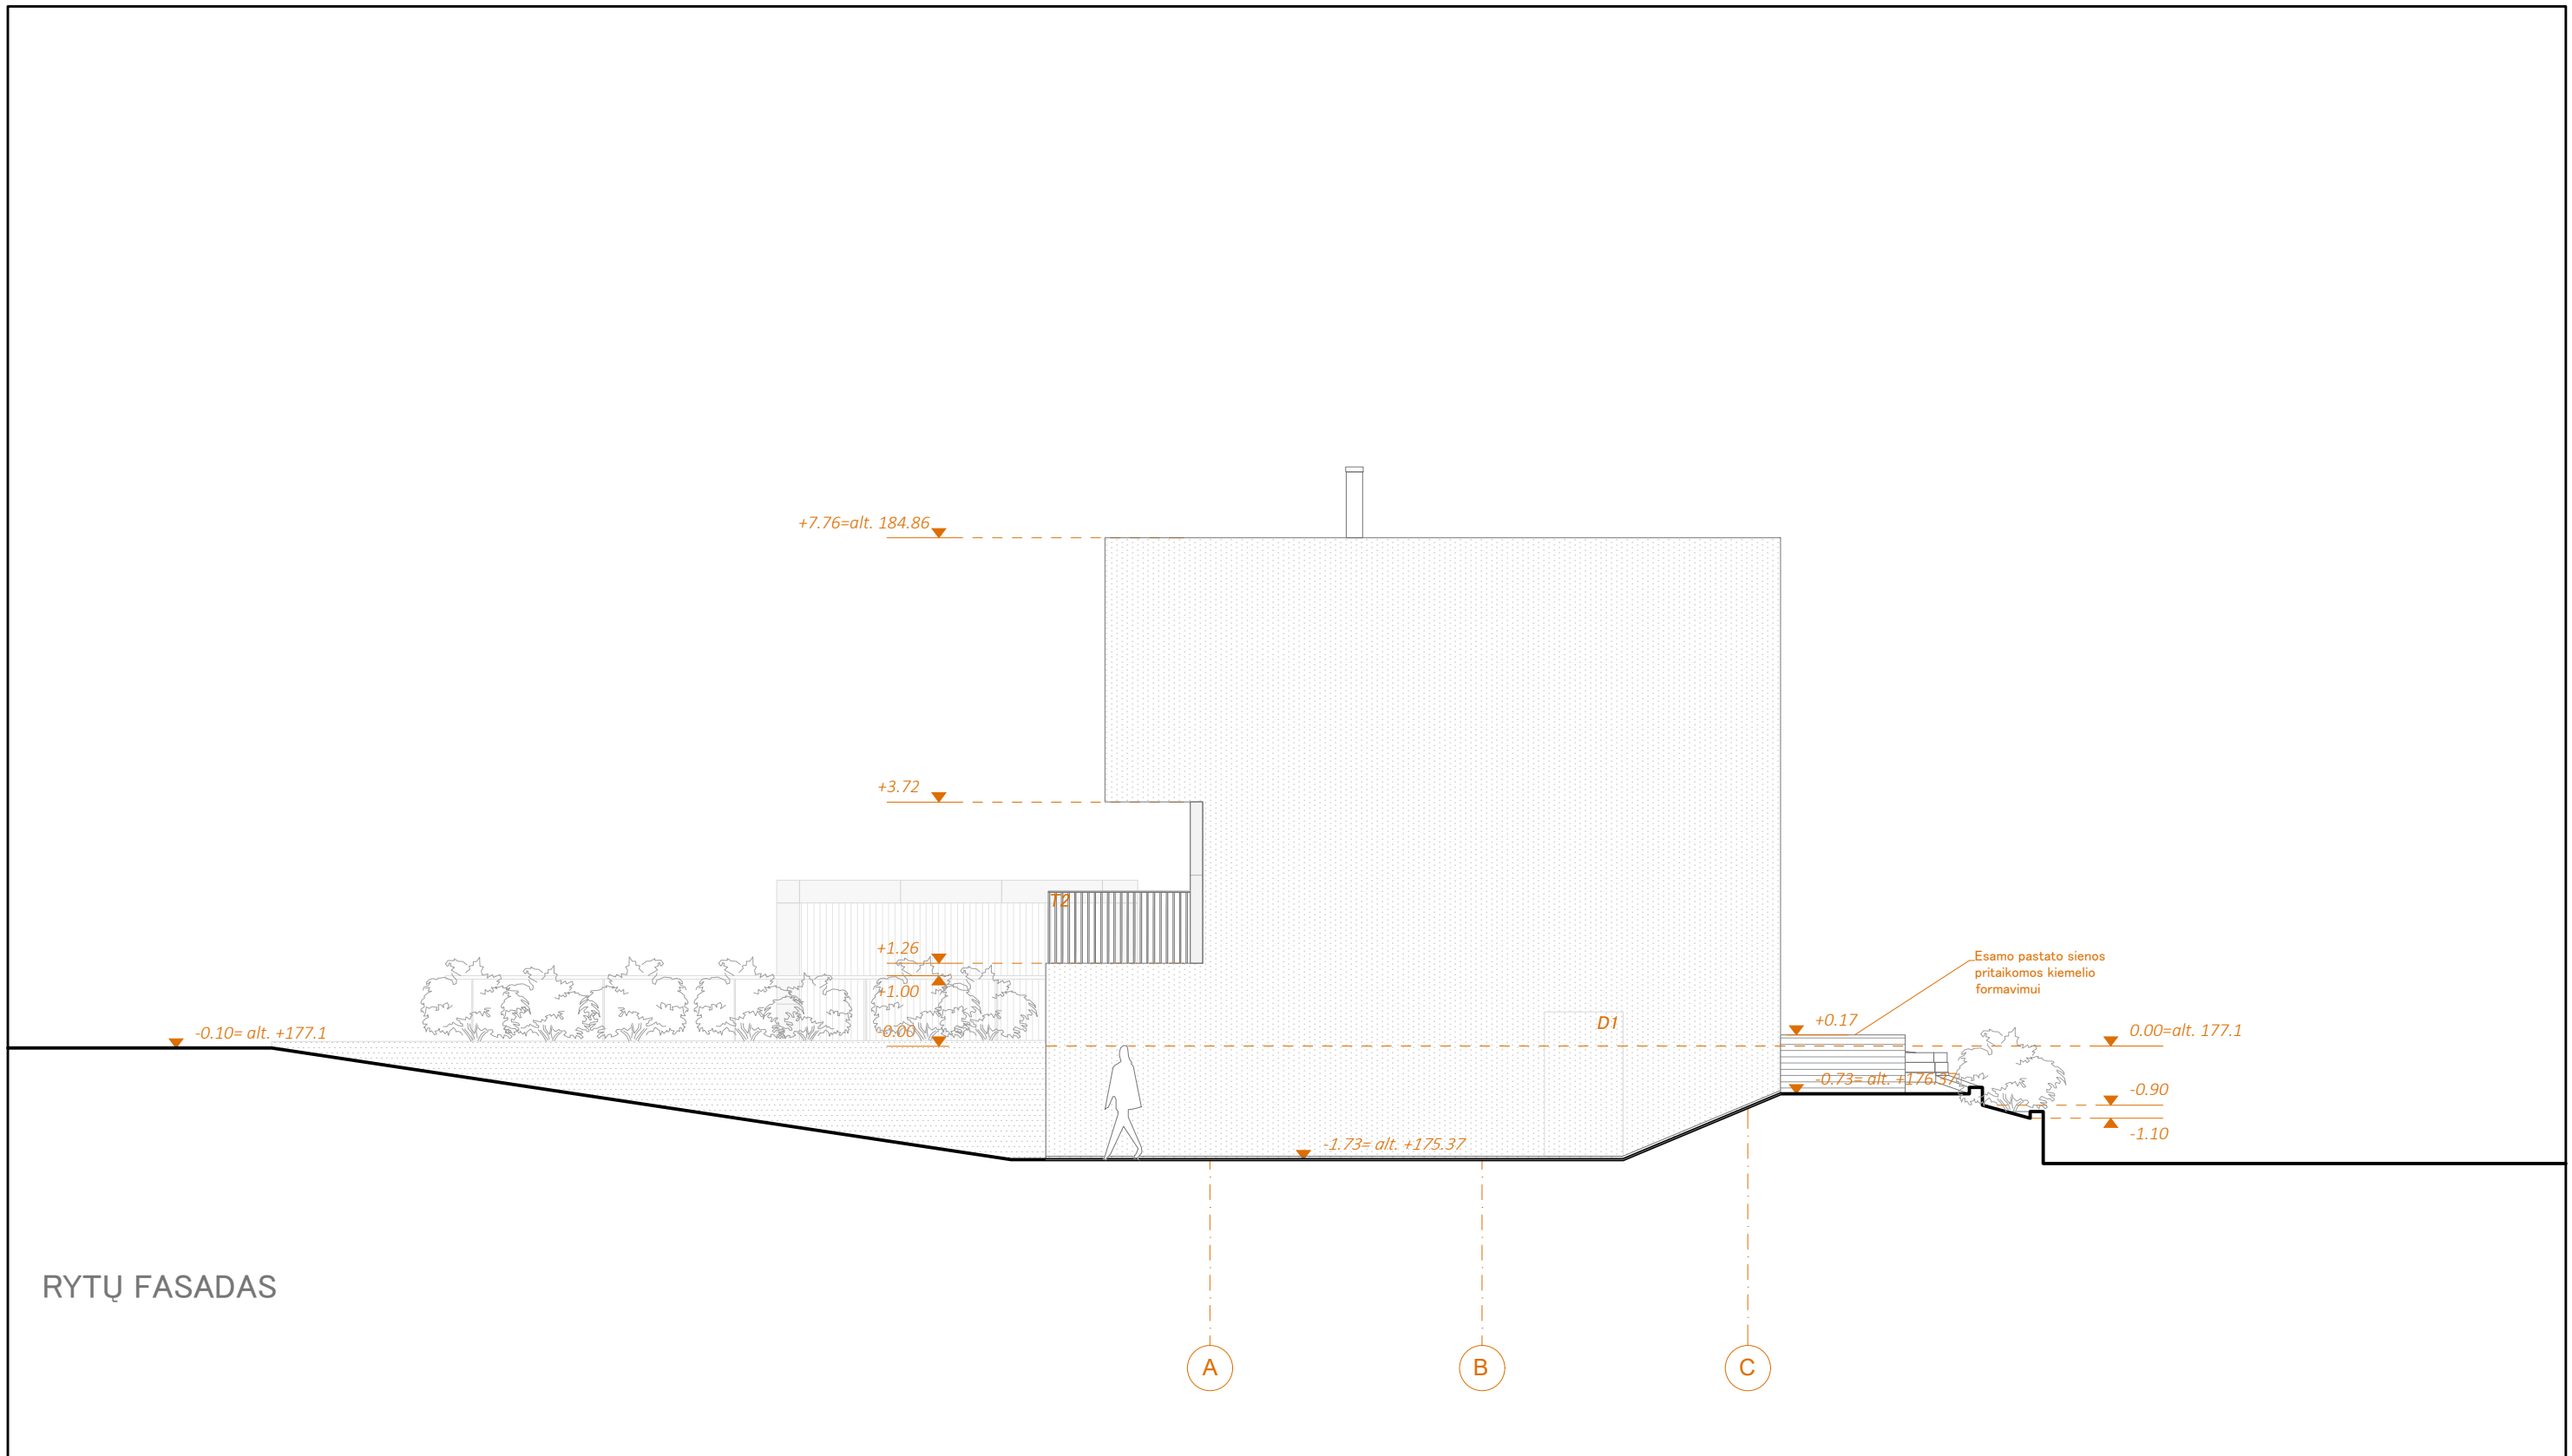 +7.76=alt. 184.86
+3.72
T2
+1.26
+1.00
-0.00
-0.10= alt. +177.1
D1
Esamo pastato sienos
pritaikomos kiemelio
formavimui
+0.17
0.00=alt. 177.1
-0.73= alt. +176.37
-0.90
-1.10
-1.73= alt. +175.37
RYTŲ FASADAS
A
B
C